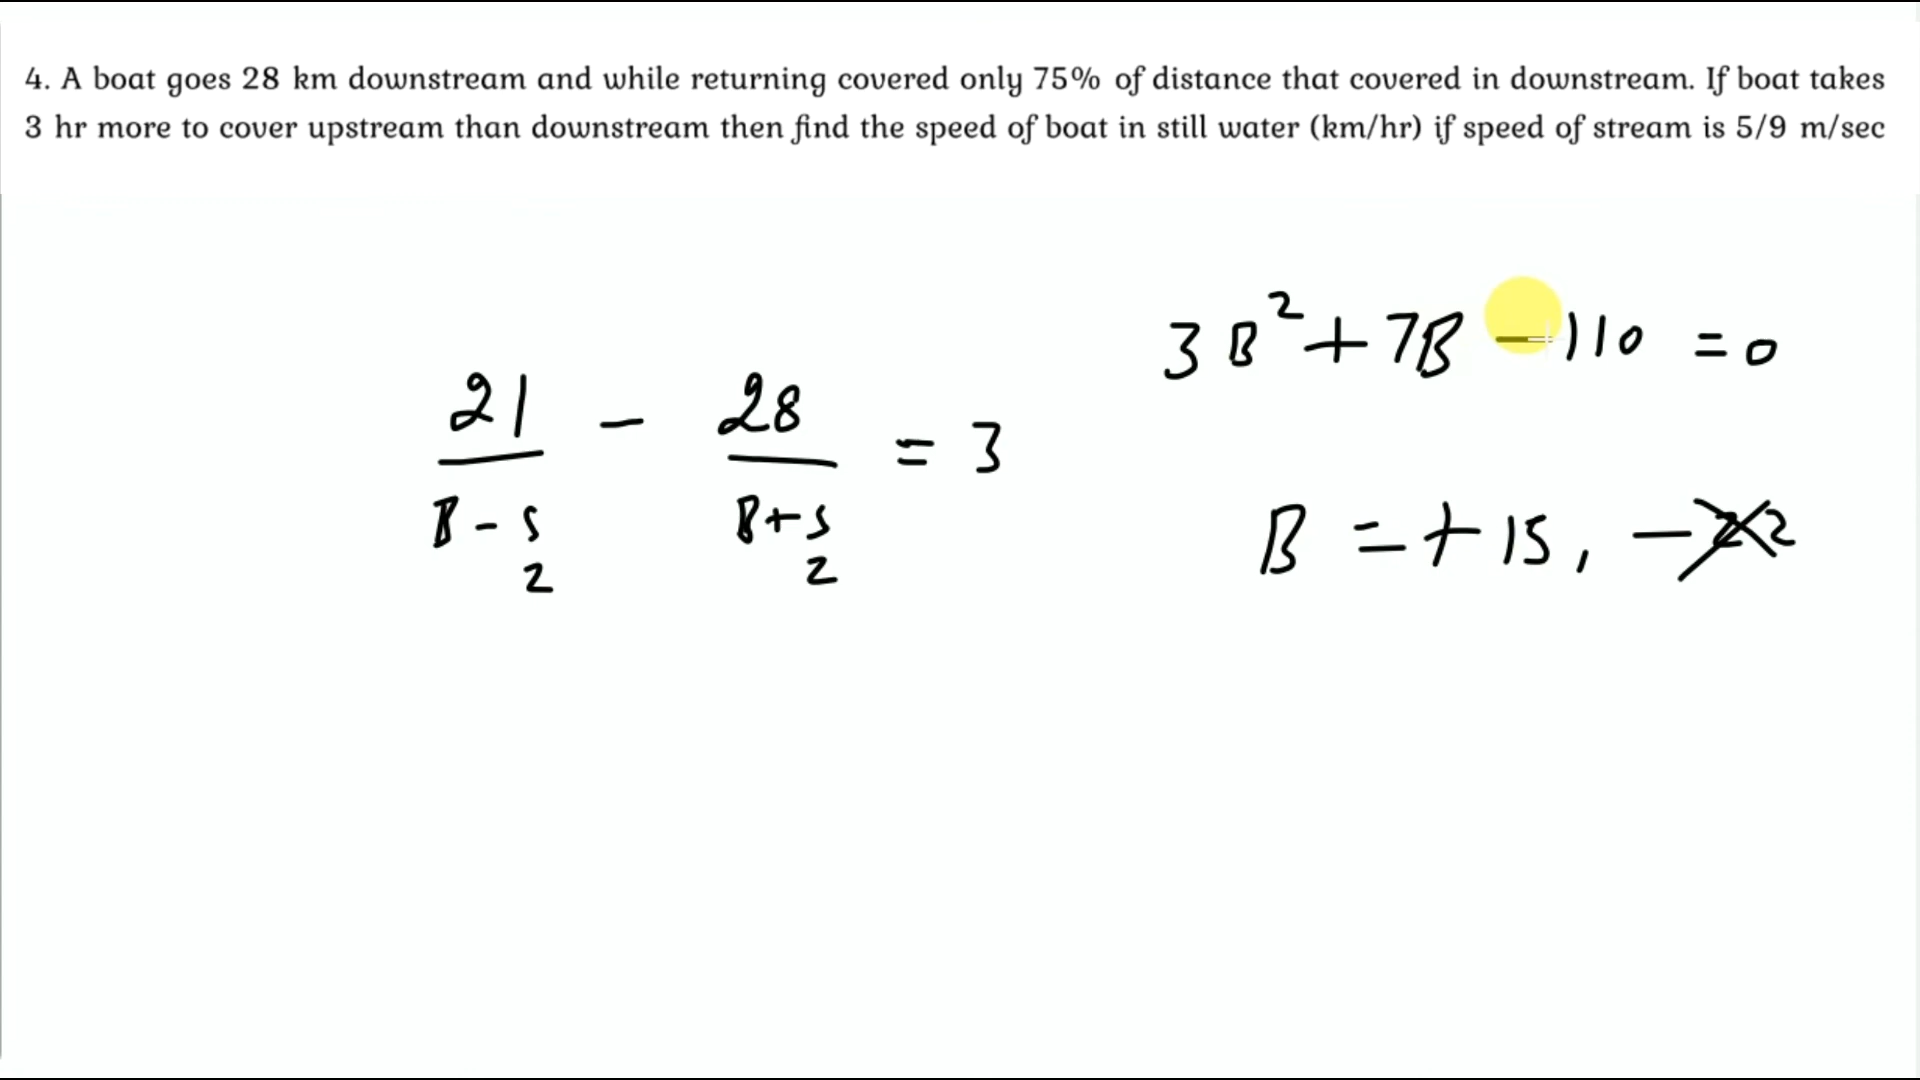 4. A boat goes 28 km downstream and while returning covered only 75% of distance that covered in downstream. If boat takes
3 hr more to cover upstream than downstream then find the speed of boat in still water (km/hr) if speed of stream is 5/9 m/sec
3B² + 7B - 110 = 0
21 - 28 = 3
B - s B + s
2 2
B = + 15, - 22